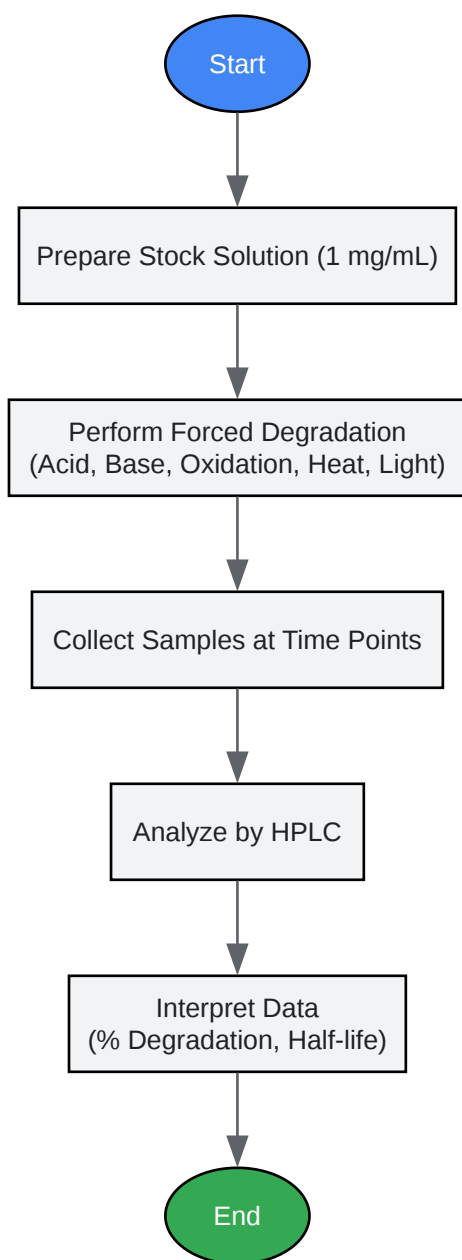 Start
Prepare Stock Solution (1 mg/mL)
Perform Forced Degradation
(Acid, Base, Oxidation, Heat, Light)
Collect Samples at Time Points
Analyze by HPLC
Interpret Data
(% Degradation, Half-life)
End